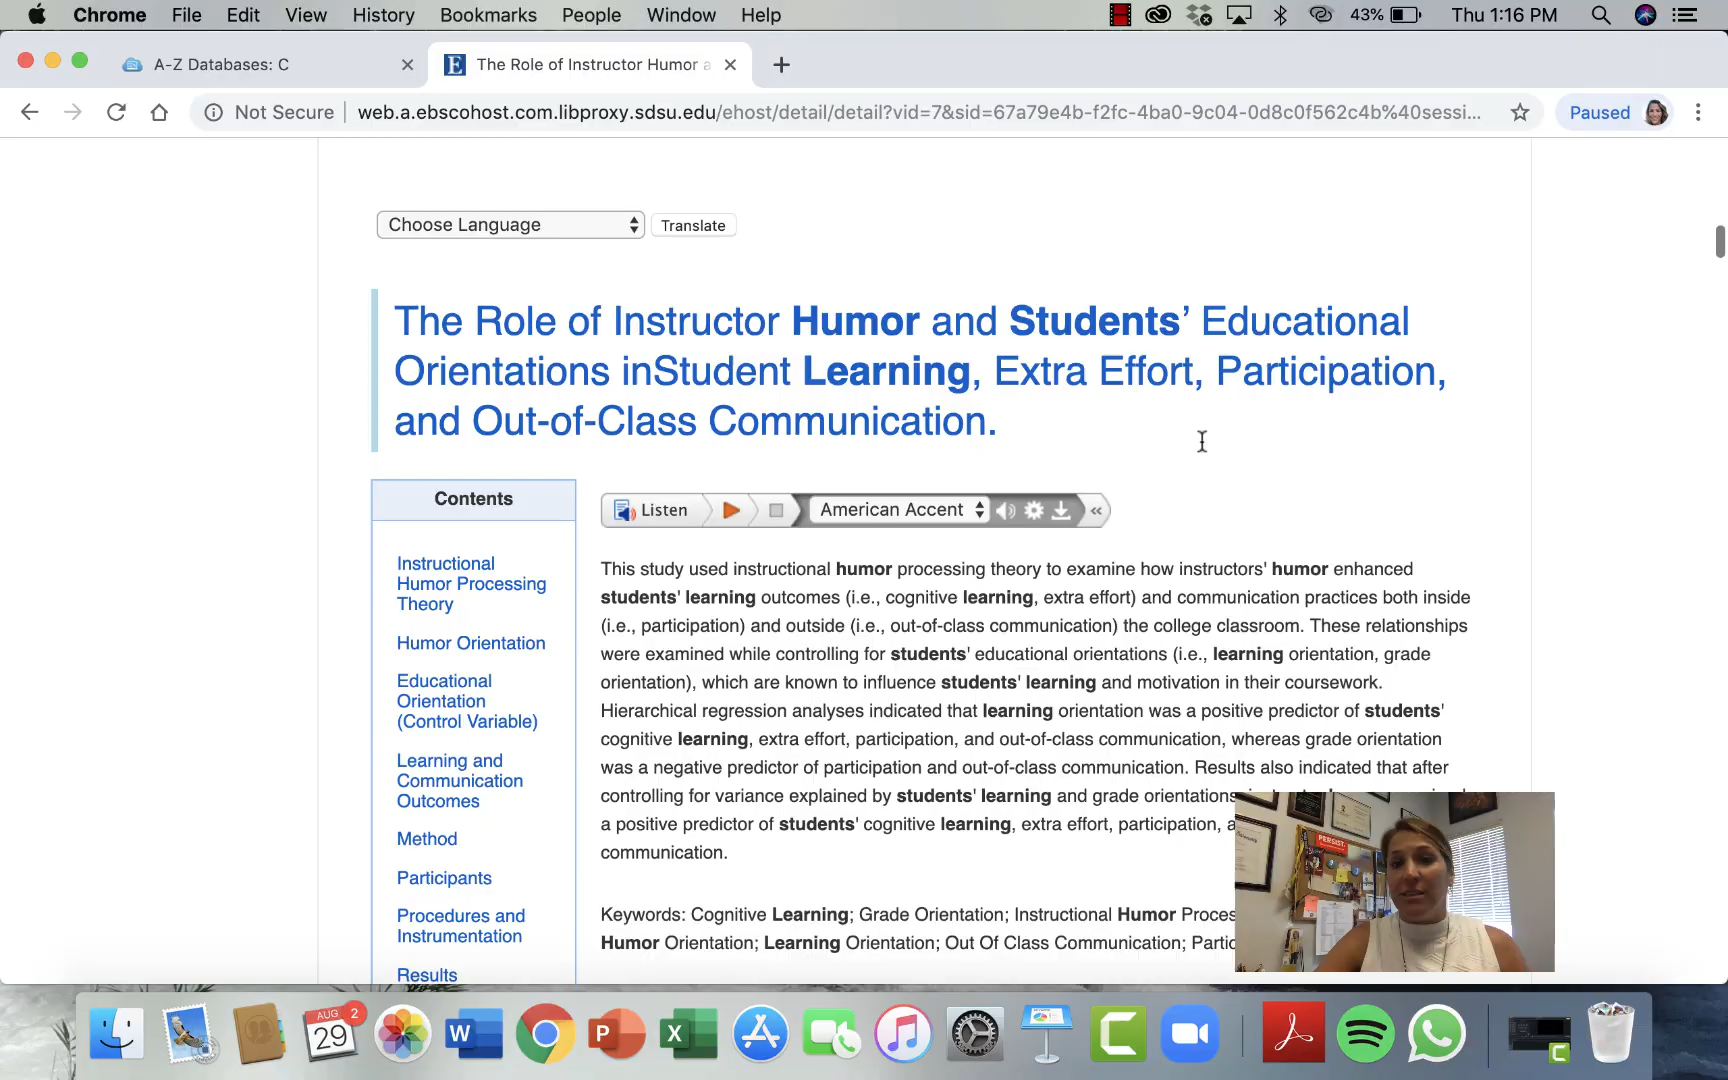 Chrome File Edit View History Bookmarks People Window Help 43% Thu 1:16 PM
A-Z Databases: C
The Role of Instructor Humor a
Not Secure web.a.ebscohost.com.libproxy.sdsu.edu/ehost/detail/detail?vid=7&sid=67a79e4b-f2fc-4ba0-9c04-0d8c0f562c4b%40sessi... Paused
Choose Language Translate
The Role of Instructor Humor and Students’ Educational
Orientations inStudent Learning, Extra Effort, Participation,
and Out-of-Class Communication.
Contents
Instructional
Humor Processing
Theory
Humor Orientation
Educational
Orientation
(Control Variable)
Learning and
Communication
Outcomes
Method
Participants
Procedures and
Instrumentation
Results
Listen American Accent
This study used instructional humor processing theory to examine how instructors' humor enhanced
students' learning outcomes (i.e., cognitive learning, extra effort) and communication practices both inside
(i.e., participation) and outside (i.e., out-of-class communication) the college classroom. These relationships
were examined while controlling for students' educational orientations (i.e., learning orientation, grade
orientation), which are known to influence students' learning and motivation in their coursework.
Hierarchical regression analyses indicated that learning orientation was a positive predictor of students'
cognitive learning, extra effort, participation, and out-of-class communication, whereas grade orientation
was a negative predictor of participation and out-of-class communication. Results also indicated that after
controlling for variance explained by students' learning and grade orientations
a positive predictor of students' cognitive learning, extra effort, participation, a
communication.
Keywords: Cognitive Learning; Grade Orientation; Instructional Humor Proces
Humor Orientation; Learning Orientation; Out Of Class Communication; Partic
PERSIST.
AUG
29
2
W
P
X